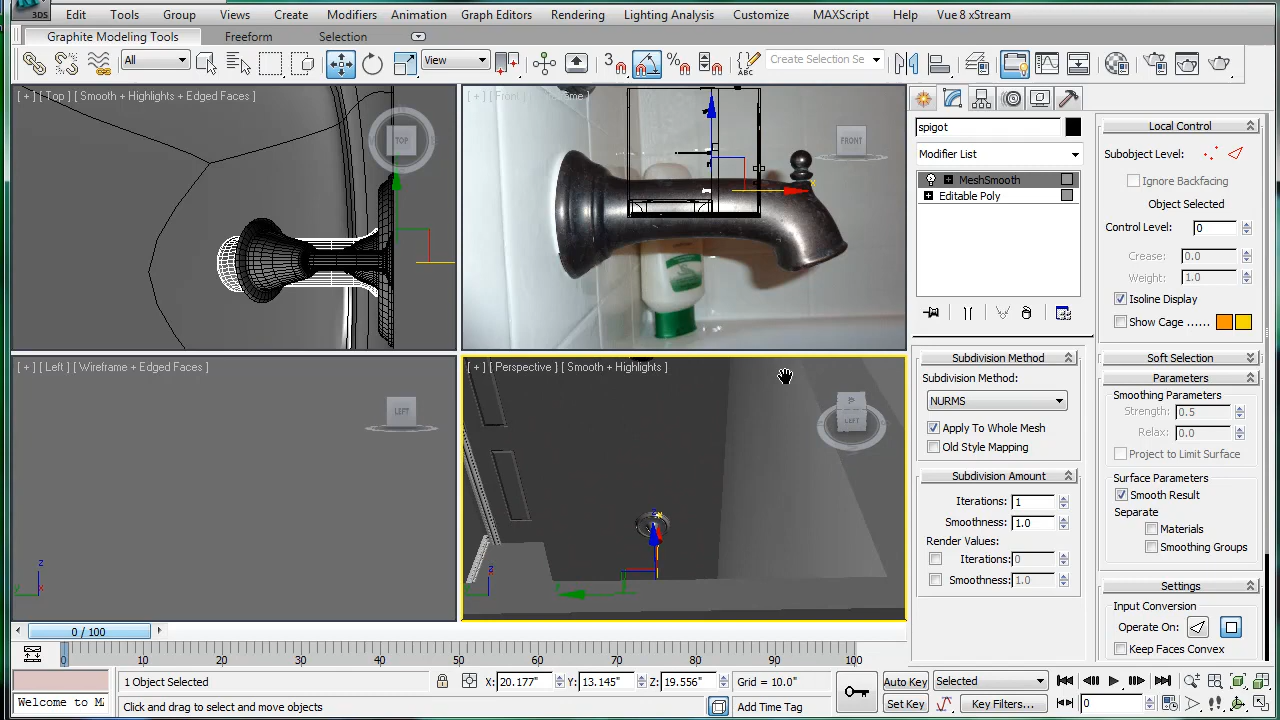 3DS Edit Tools Group Views Create Modifiers Animation Graph Editors Rendering Lighting Analysis Customize MAXScript Help Vue 8 xStream
Graphite Modeling Tools Freeform Selection
All View 3 % ABC Create Selection Se
[ + ] [ Top ] [ Smooth + Highlights + Edged Faces ]
TOP
[ + ] [ Front ]
FRONT
[ + ] [ Left ] [ Wireframe + Edged Faces ]
LEFT
z
y x
[ + ] [ Perspective ] [ Smooth + Highlights ]
LEFT
z
spigot
Modifier List
MeshSmooth
Editable Poly
Subdivision Method
Subdivision Method:
NURMS
Apply To Whole Mesh
Old Style Mapping
Subdivision Amount
Iterations: 1
Smoothness: 1.0
Render Values:
Iterations: 0
Smoothness: 1.0
Local Control
Subobject Level:
Ignore Backfacing
Object Selected
Control Level: 0
Crease: 0.0
Weight: 1.0
Isoline Display
Show Cage ......
Soft Selection
Parameters
Smoothing Parameters
Strength: 0.5
Relax: 0.0
Project to Limit Surface
Surface Parameters
Smooth Result
Separate
Materials
Smoothing Groups
Settings
Input Conversion
Operate On:
Keep Faces Convex
0 / 100
0 10 20 30 40 50 60 70 80 90 100
1 Object Selected X: 20.177" Y: 13.145" Z: 19.556" Grid = 10.0" Auto Key Selected
Welcome to M Click and drag to select and move objects Add Time Tag Set Key Key Filters... 0